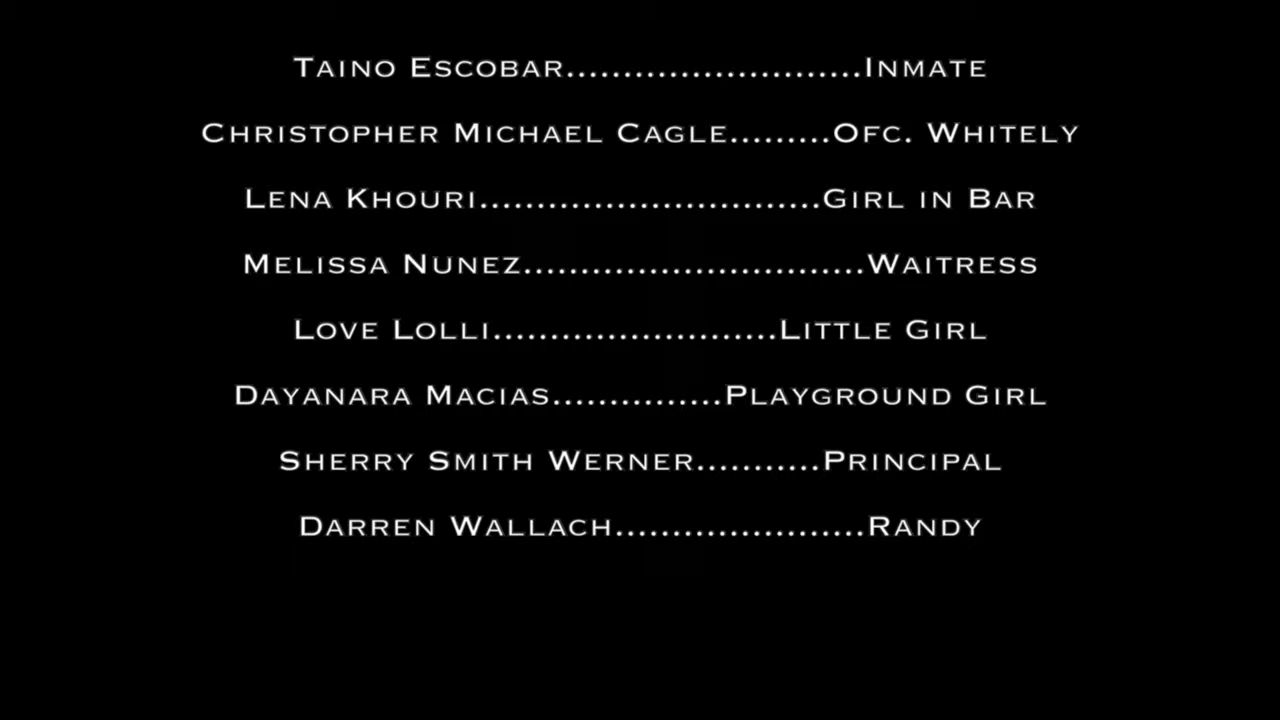 Taino Escobar..........................Inmate
Christopher Michael Cagle.........Ofc. Whitely
Lena Khouri..............................Girl in Bar
Melissa Nunez..............................Waitress
Love Lolli.........................Little Girl
Dayanara Macias...............Playground Girl
Sherry Smith Werner...........Principal
Darren Wallach......................Randy